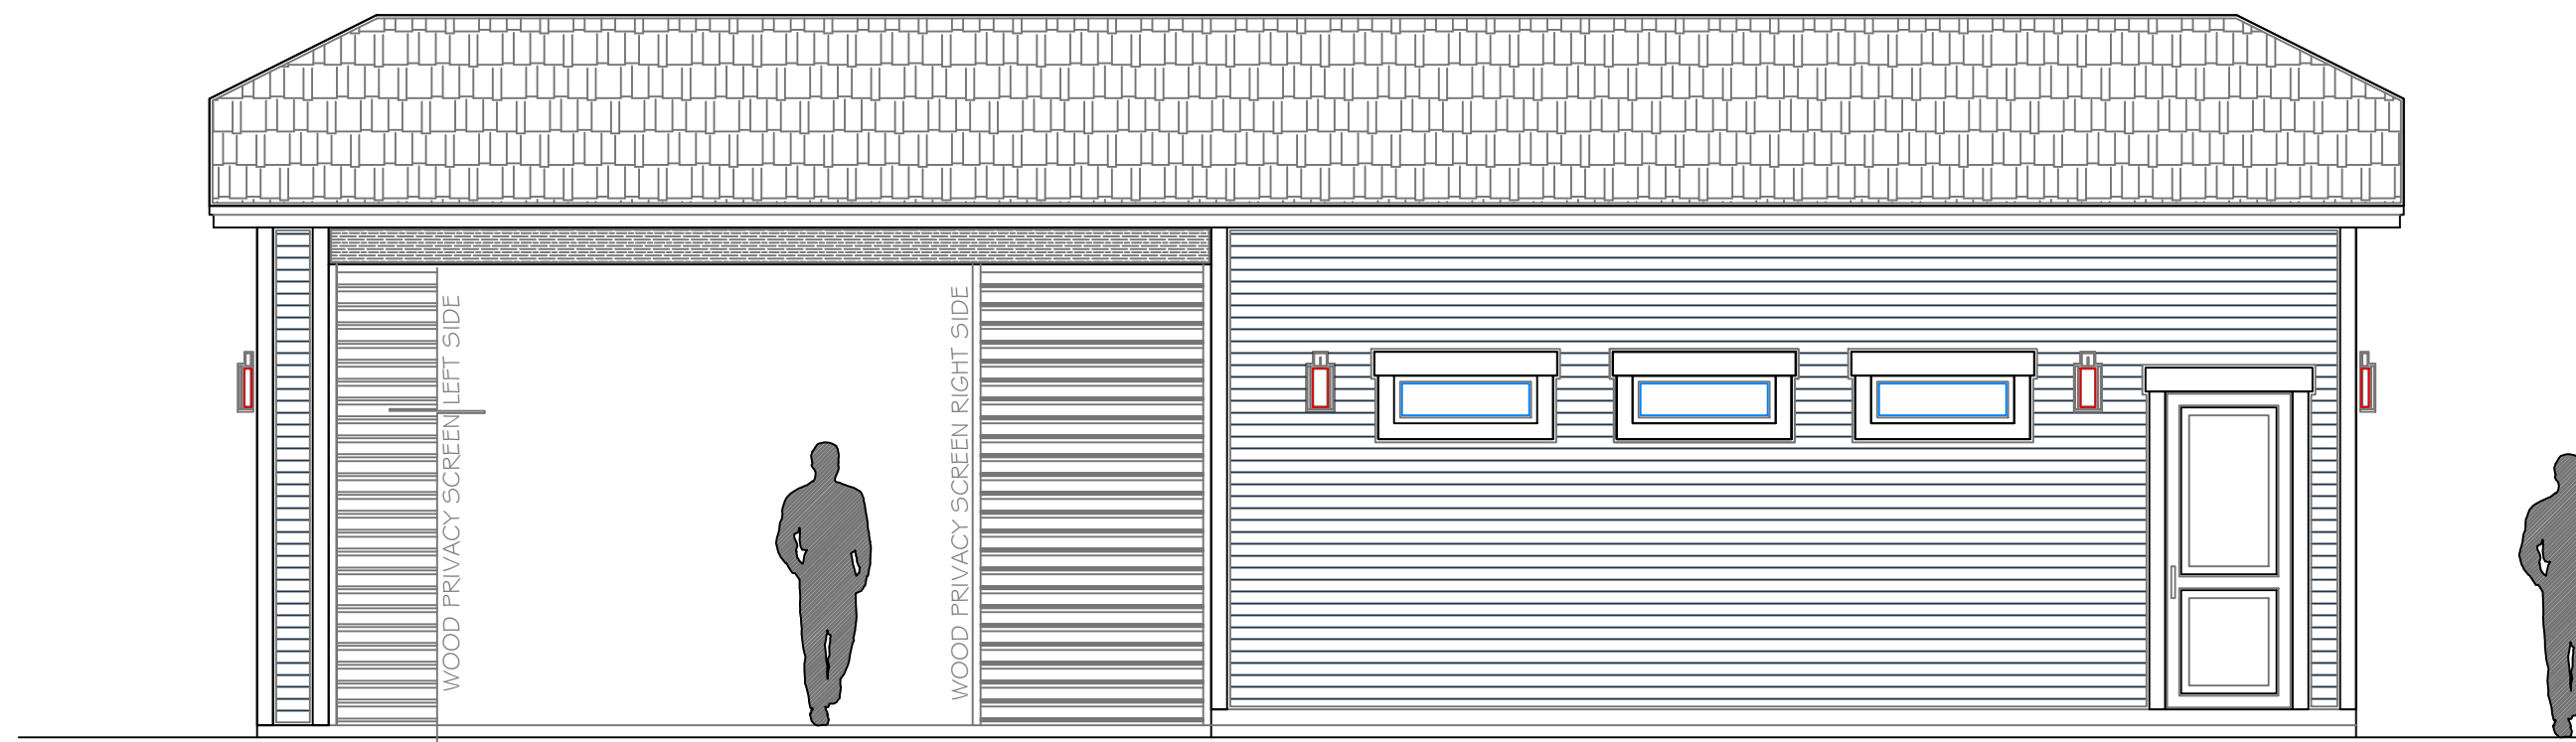 WOOD PRIVACY SCREEN LEFT SIDE
WOOD PRIVACY SCREEN RIGHT SIDE